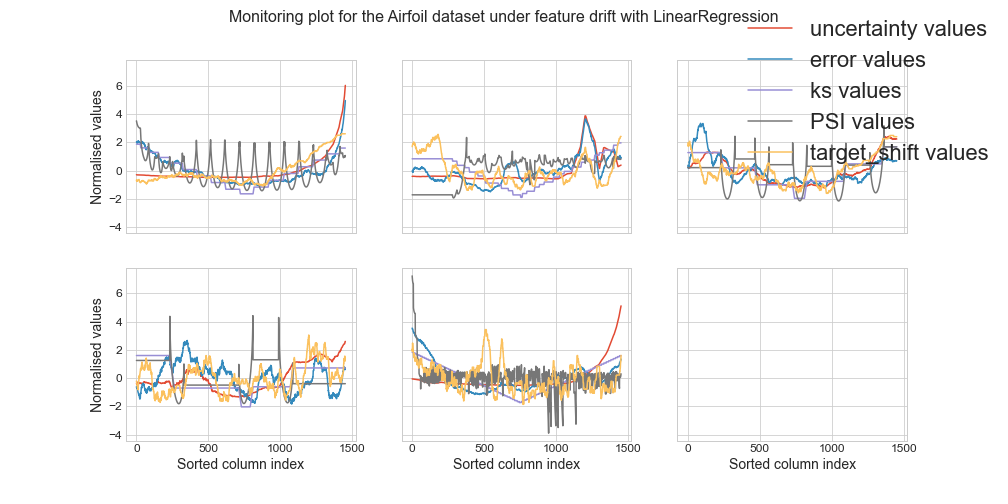 Monitoring plot for the Airfoil dataset under feature drift with LinearRegression
uncertainty values
error values
ks values
PSI values
target_shift values
Normalised values
6
4
2
0
−2
−4
Normalised values
6
4
2
0
−2
−4
0 500 1000 1500
Sorted column index
0 500 1000 1500
Sorted column index
0 500 1000 1500
Sorted column index